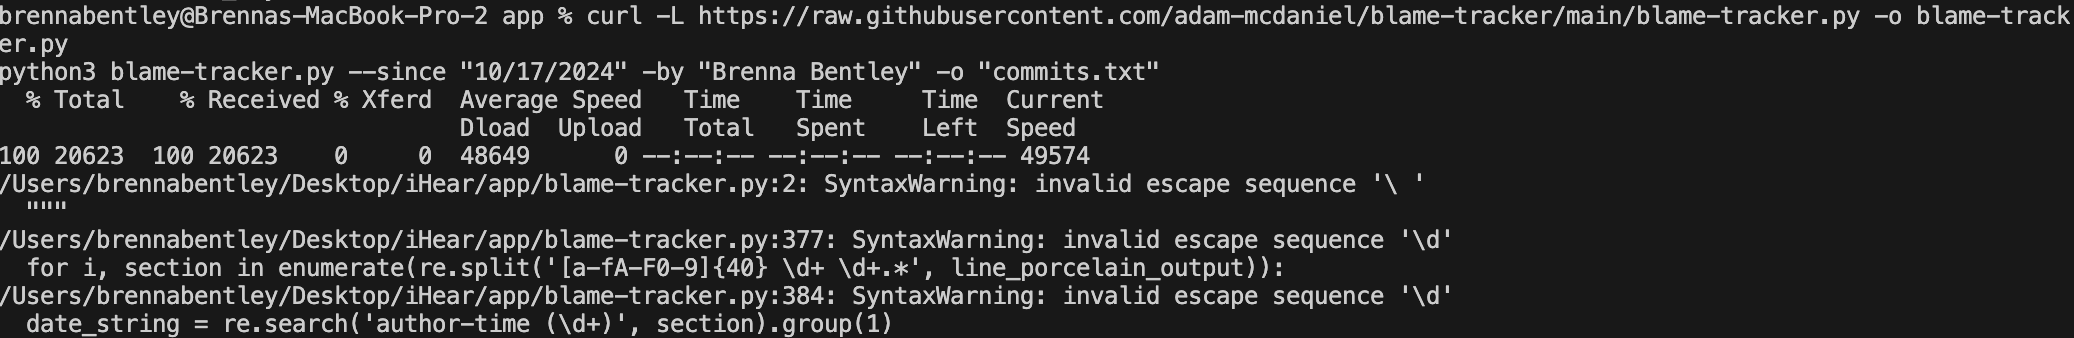 brennabentley@Brennas-MacBook-Pro-2 app % curl -L https://raw.githubusercontent.com/adam-mcdaniel/blame-tracker/main/blame-tracker.py -o blame-track
er.py
python3 blame-tracker.py --since "10/17/2024" -by "Brenna Bentley" -o "commits.txt"
  % Total    % Received % Xferd  Average Speed   Time    Time     Time  Current
                                 Dload  Upload   Total   Spent    Left  Speed
100 20623  100 20623    0     0  48649      0 --:--:-- --:--:-- --:--:-- 49574
/Users/brennabentley/Desktop/iHear/app/blame-tracker.py:2: SyntaxWarning: invalid escape sequence '\ '
  """
/Users/brennabentley/Desktop/iHear/app/blame-tracker.py:377: SyntaxWarning: invalid escape sequence '\d'
  for i, section in enumerate(re.split('[a-fA-F0-9]{40} \d+ \d+.*', line_porcelain_output)):
/Users/brennabentley/Desktop/iHear/app/blame-tracker.py:384: SyntaxWarning: invalid escape sequence '\d'
  date_string = re.search('author-time (\d+)', section).group(1)